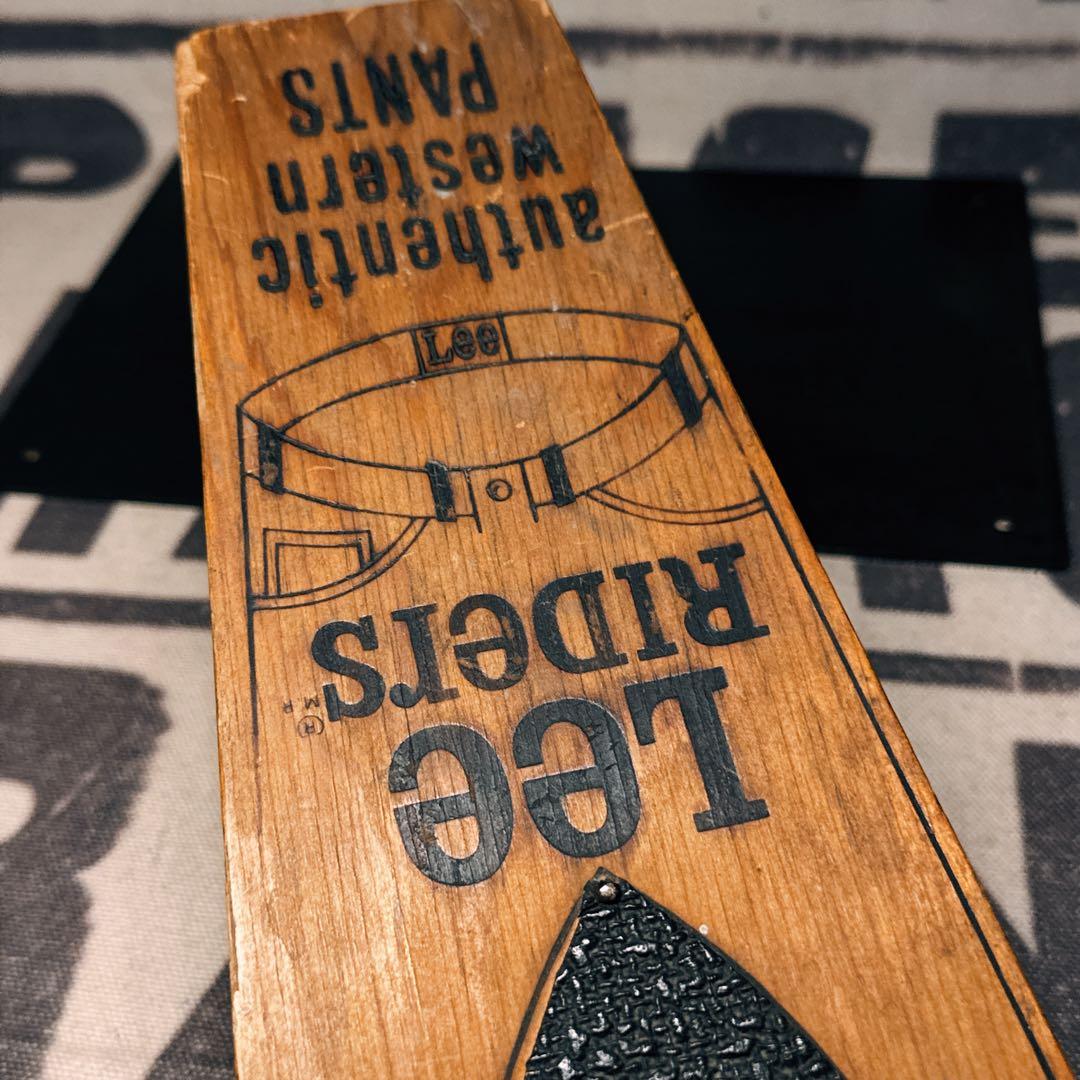 Lee
RIDers ®
Lee
authentic
western
PANTS